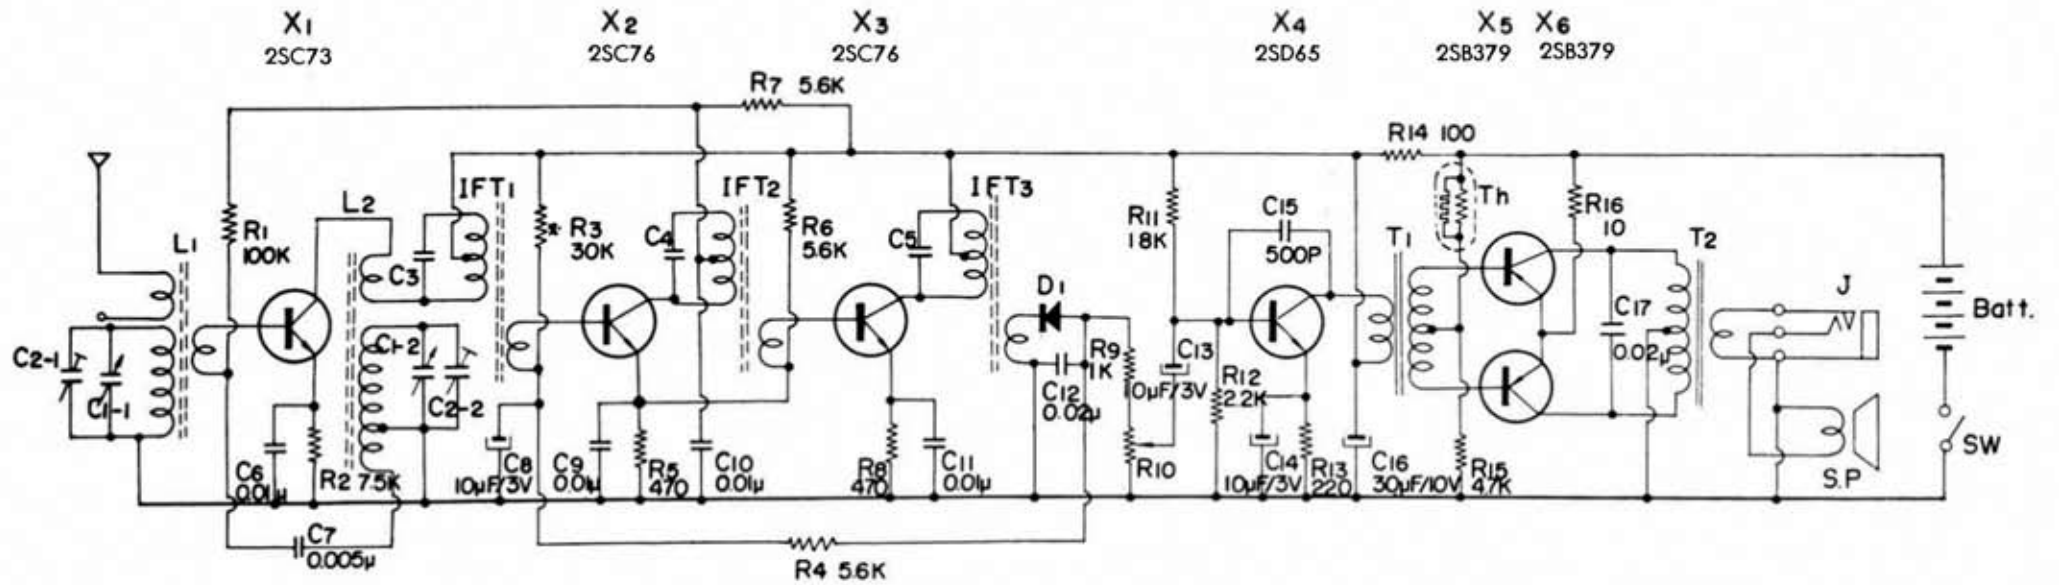 X1 X2 X3 X4 X5 X6
2SC73 2SC76 2SC76 2SD65 2SB379 2SB379
R7 5.6K
R14 100
L2
IFT1
IFT2
IFT3
Th
L1
R1
100K
R3
30K
C4
R6
5.6K
C5
R11
18K
C15
500P
T1
R16
10
T2
C3
D1
J
Batt.
C2-1
C1-1
C1-2
C2-2
C12
0.02μ
R9
1K
C13
10μF/3V
R12
2.2K
C17
0.02μ
R10
SW
C6
0.01μ
R2 7.5K
C8
10μF/3V
C9
0.01μ
R5
470
C10
0.01μ
R8
470
C11
0.01μ
C14
10μF/3V
R13
220
C16
30μF/10V
R15
4.7K
S.P
C7
0.005μ
R4 5.6K